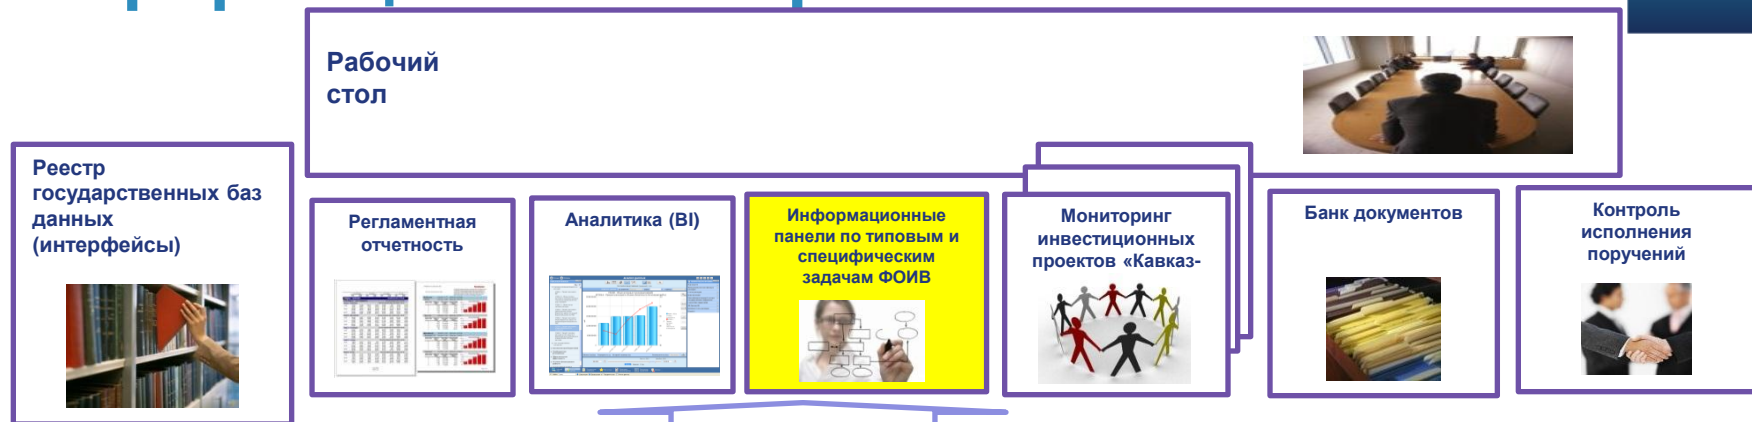 Рабочий
стол
Реестр
государственных баз
данных
(интерфейсы)
Регламентная
отчетность
Аналитика (BI)
Информационные
панели по типовым и
специфическим
задачам ФОИВ
Мониторинг
инвестиционных
проектов «Кавказ-
Банк документов
Контроль
исполнения
поручений